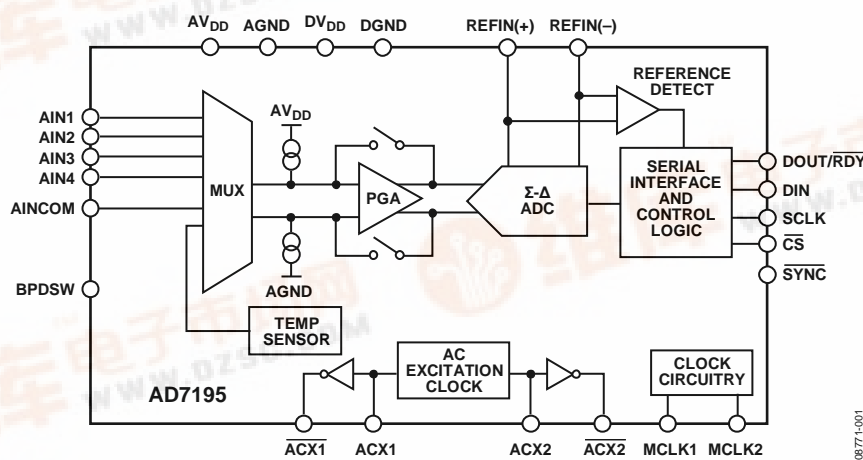 AVDD AGND DVDD DGND REFIN(+) REFIN(–)
REFERENCE
DETECT
AIN1
AIN2
AIN3
AIN4
AINCOM
BPDSW
MUX
AVDD
AGND
PGA
Σ-Δ
ADC
SERIAL
INTERFACE
AND
CONTROL
LOGIC
DOUT/RDY
DIN
SCLK
CS
SYNC
TEMP
SENSOR
AC
EXCITATION
CLOCK
CLOCK
CIRCUITRY
AD7195
ACX1 ACX1 ACX2 ACX2 MCLK1 MCLK2
08771-001